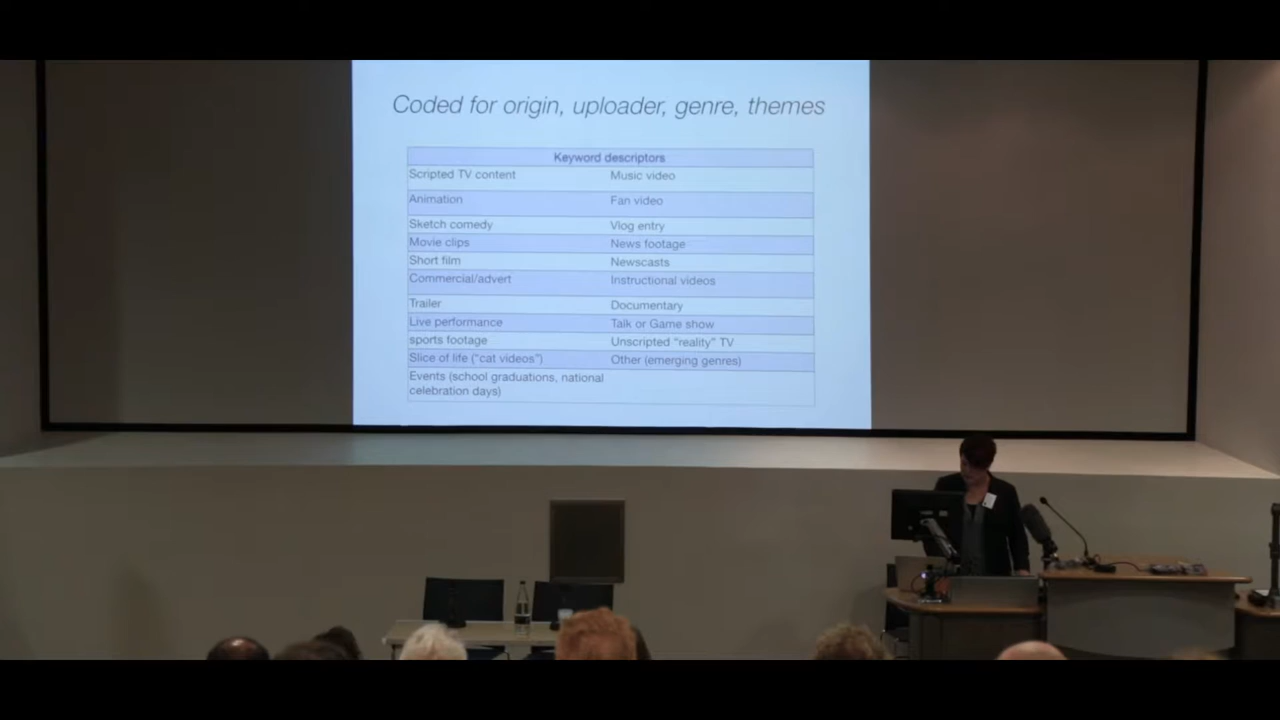 Coded for origin, uploader, genre, themes
Keyword descriptors
Scripted TV content Music video
Animation Fan video
Sketch comedy Vlog entry
Movie clips News footage
Short film Newscasts
Commercial/advert Instructional videos
Trailer Documentary
Live performance Talk or Game show
sports footage Unscripted “reality” TV
Slice of life (“cat videos”) Other (emerging genres)
Events (school graduations, national
celebration days)